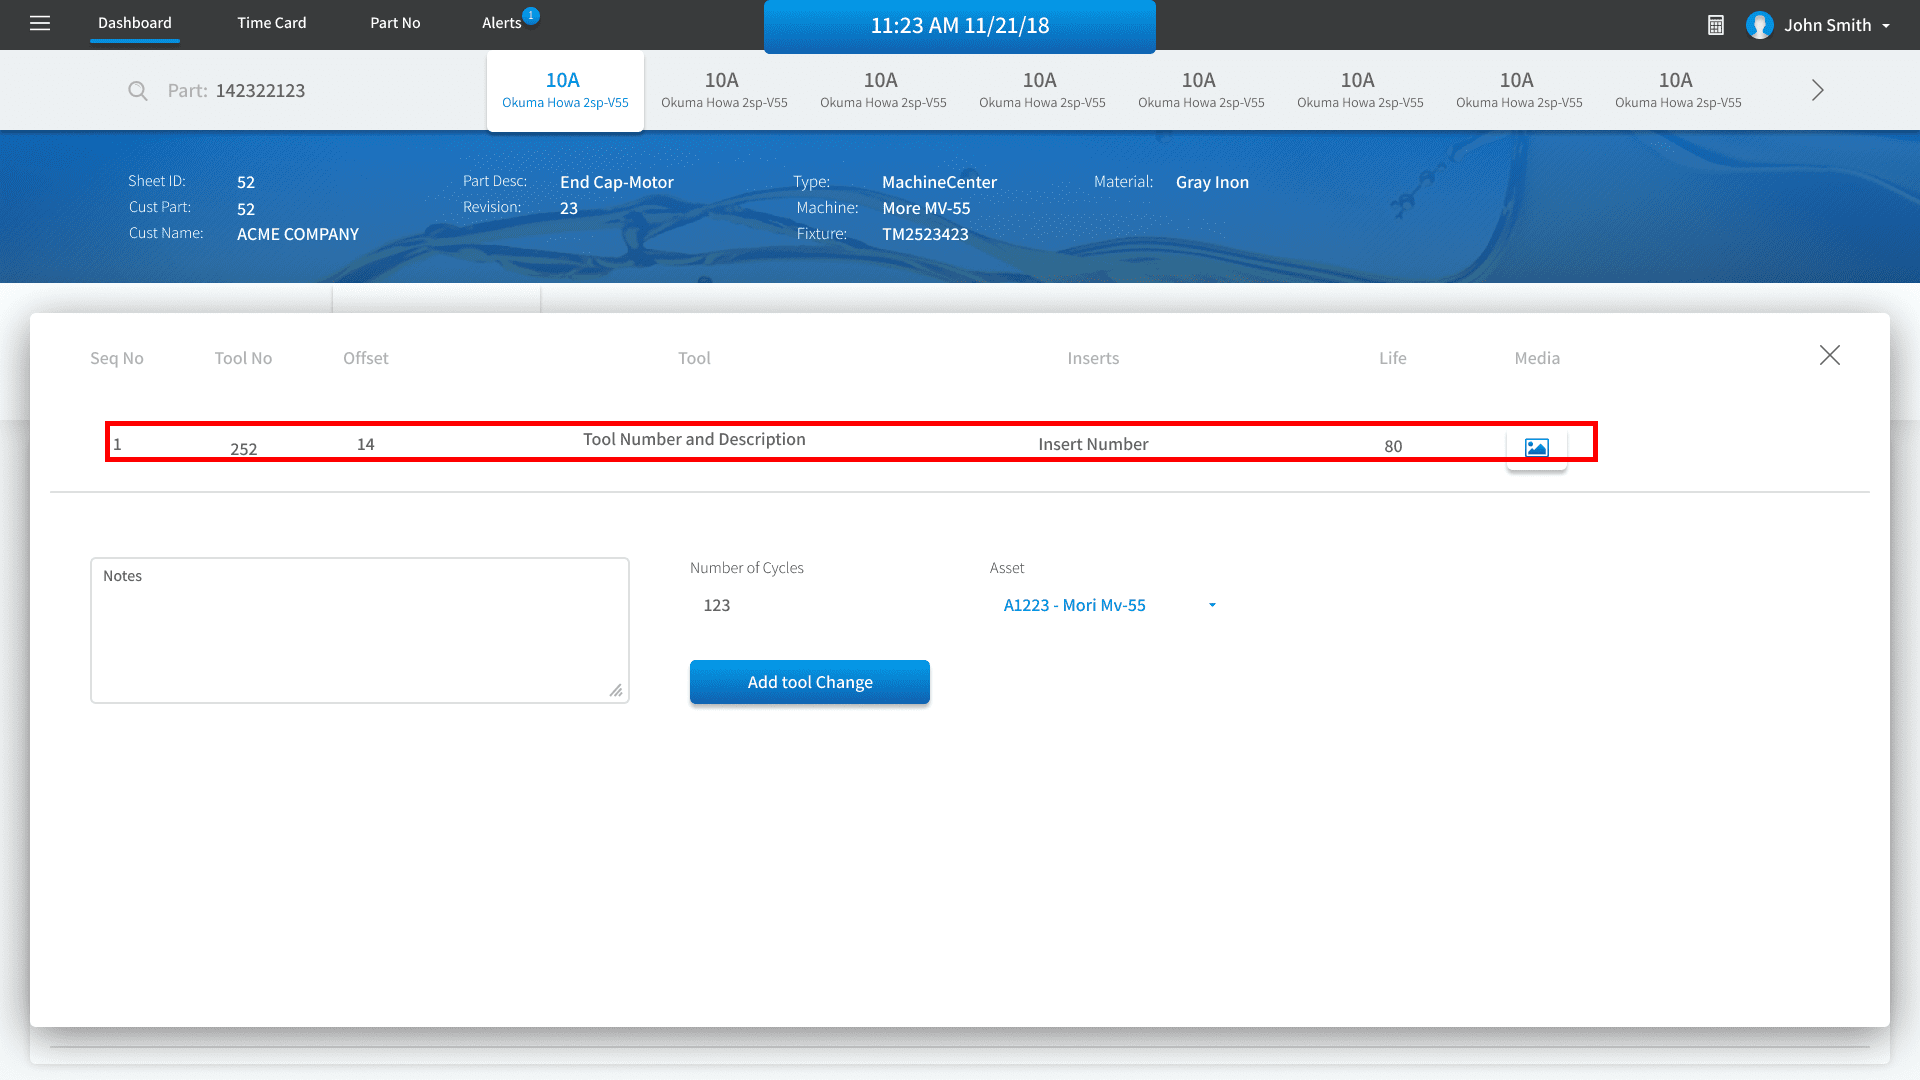 Dashboard Time Card Part No Alerts 1 11:23 AM 11/21/18 John Smith
Part: 142322123
10A 10A 10A 10A 10A 10A 10A 10A
Okuma Howa 2sp-V55 Okuma Howa 2sp-V55 Okuma Howa 2sp-V55 Okuma Howa 2sp-V55 Okuma Howa 2sp-V55 Okuma Howa 2sp-V55 Okuma Howa 2sp-V55 Okuma Howa 2sp-V55
Sheet ID: 52 Part Desc: End Cap-Motor Type: MachineCenter Material: Gray Inon
Cust Part: 52 Revision: 23 Machine: More MV-55
Cust Name: ACME COMPANY Fixture: TM2523423
Seq No Tool No Offset Tool Inserts Life Media
1 252 14 Tool Number and Description Insert Number 80
Notes
Number of Cycles Asset
123 A1223 - Mori Mv-55
Add tool Change